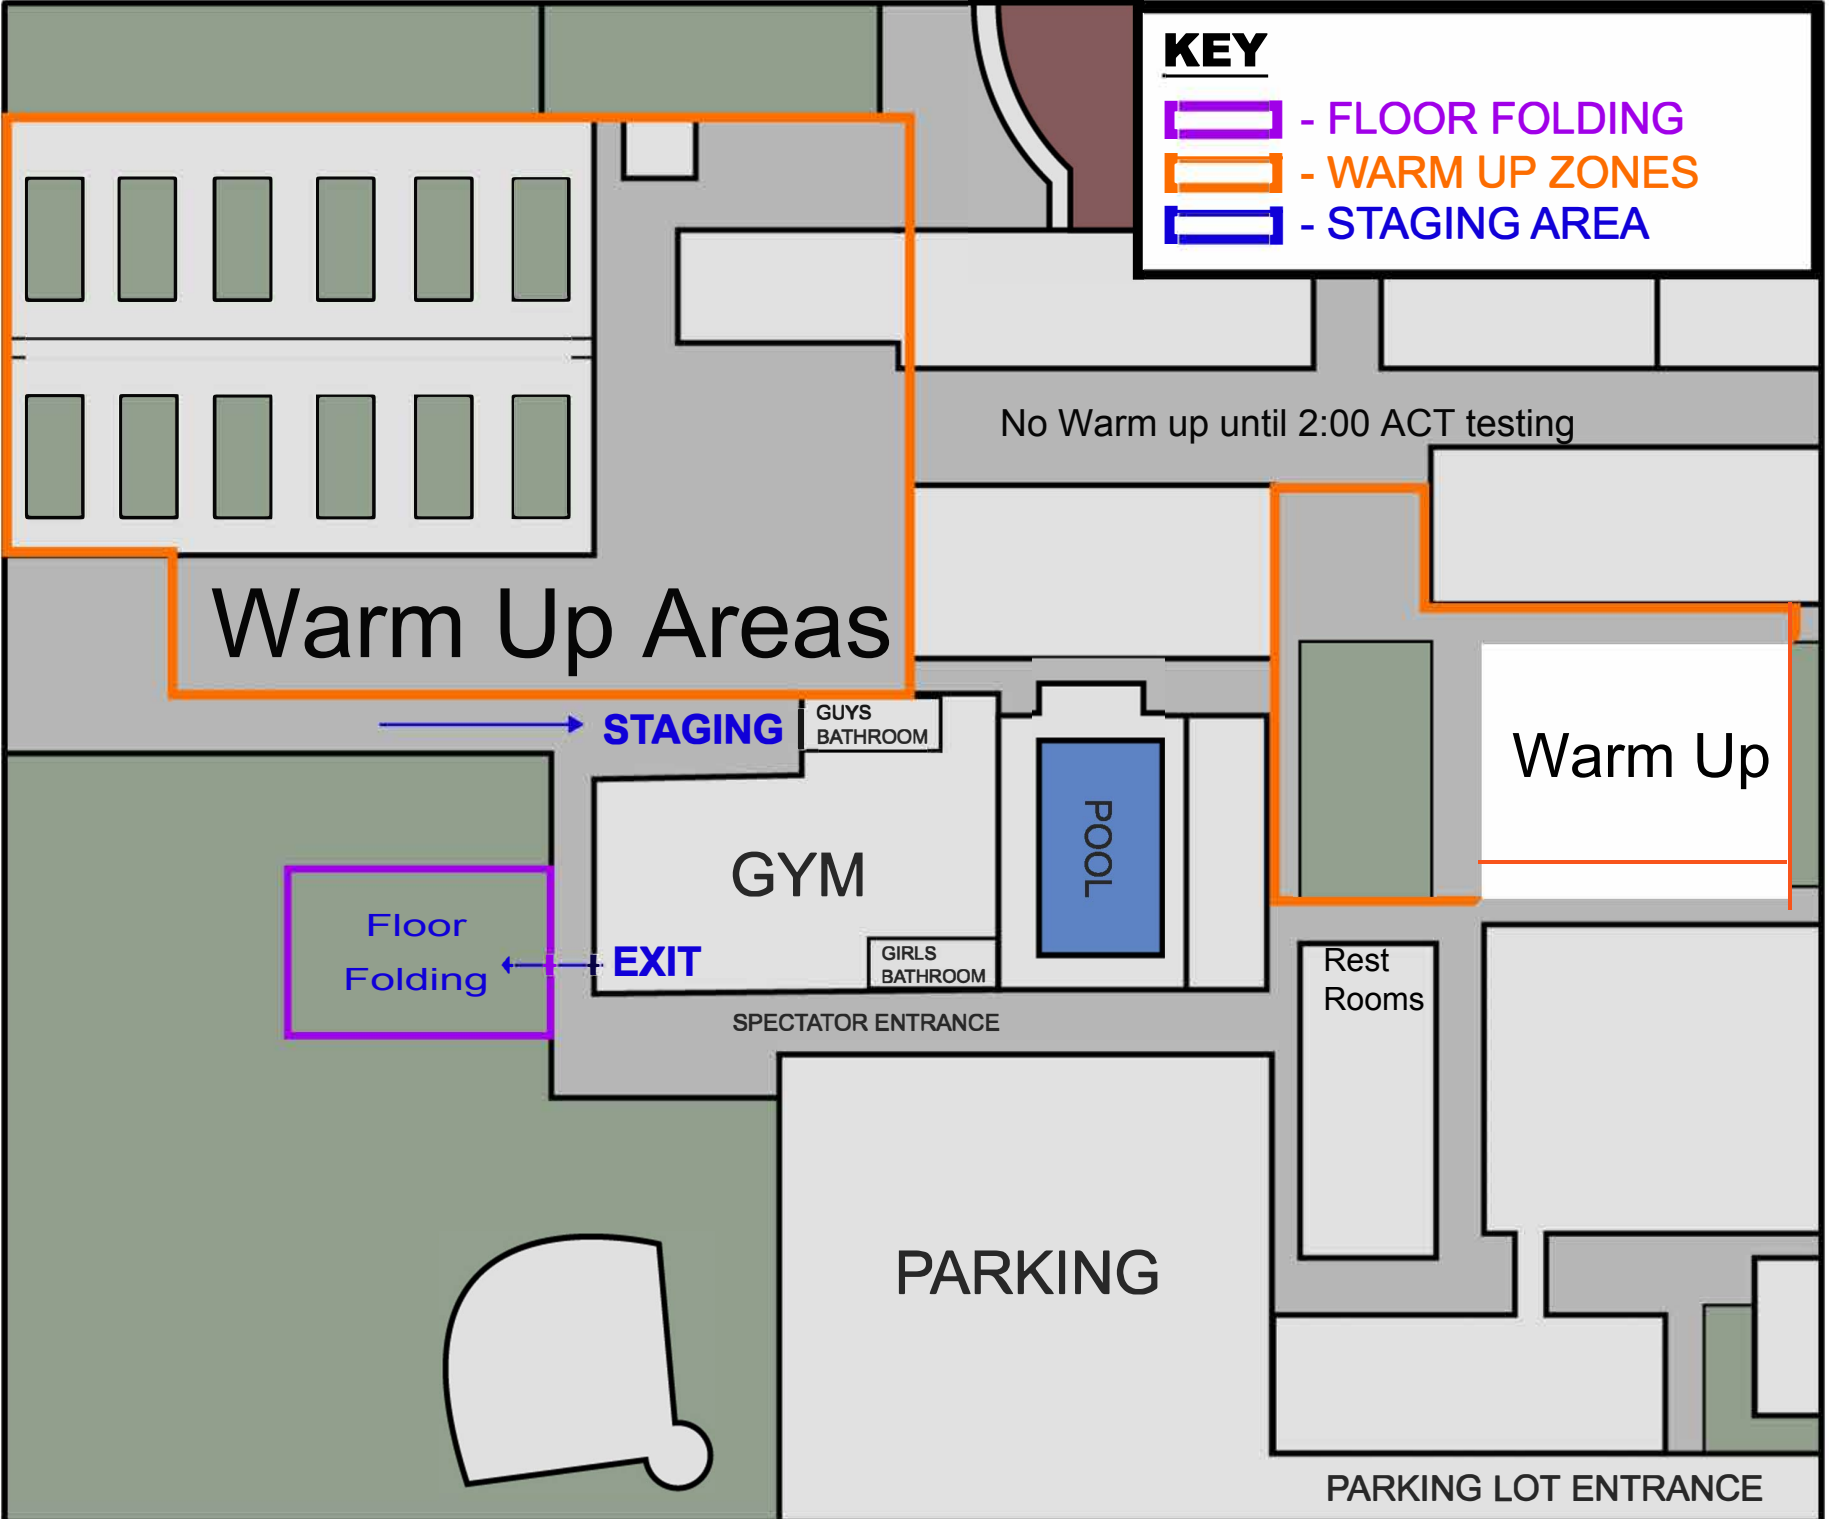 KEY
- FLOOR FOLDING
- WARM UP ZONES
- STAGING AREA
No Warm up until 2:00 ACT testing
Warm Up Areas
STAGING
GUYS
BATHROOM
Warm Up
POOL
GYM
Floor
Folding
EXIT
GIRLS
BATHROOM
Rest
Rooms
SPECTATOR ENTRANCE
PARKING
PARKING LOT ENTRANCE